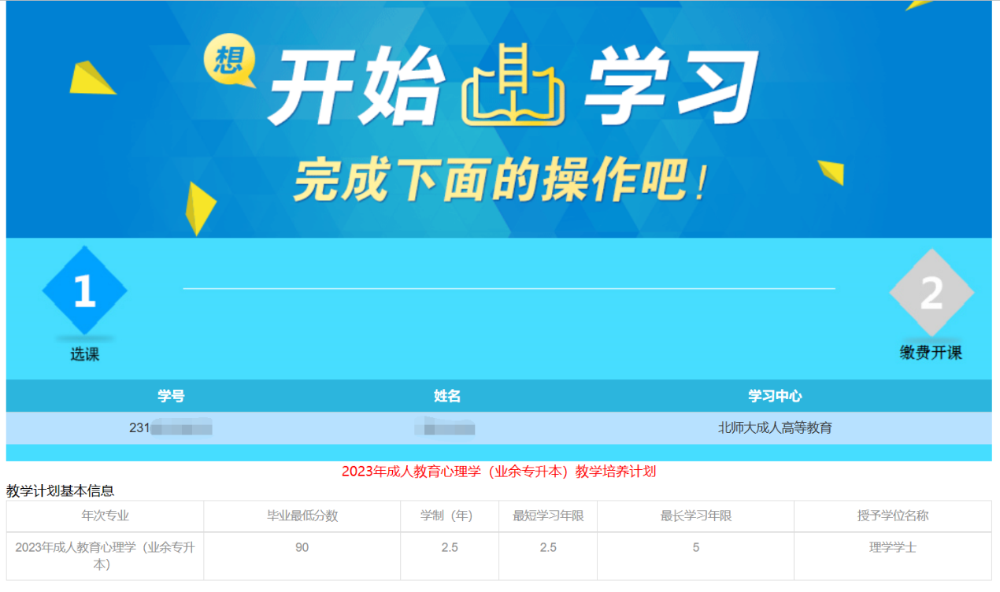 想
开始学习
完成下面的操作吧！
1
2
选课
缴费开课
学号 姓名 学习中心
231 北师大成人高等教育
2023年成人教育心理学（业余专升本）教学培养计划
教学计划基本信息
年次专业 毕业最低分数 学制（年） 最短学习年限 最长学习年限 授予学位名称
2023年成人教育心理学（业余专升 90 2.5 2.5 5 理学学士
本）